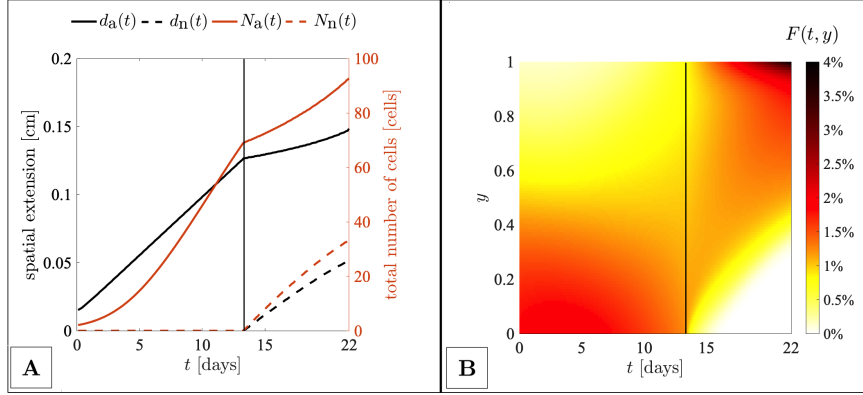 d_a(t) d_n(t) N_a(t) N_n(t)
spatial extension [cm]
0.2
0.15
0.1
0.05
0
total number of cells [cells]
100
80
60
40
20
0
0 5 10 15 22
t [days]
A
F(t, y)
y
1
0.8
0.6
0.4
0.2
0
0 5 10 15 22
t [days]
4%
3.5%
3%
2.5%
2%
1.5%
1%
0.5%
0%
B